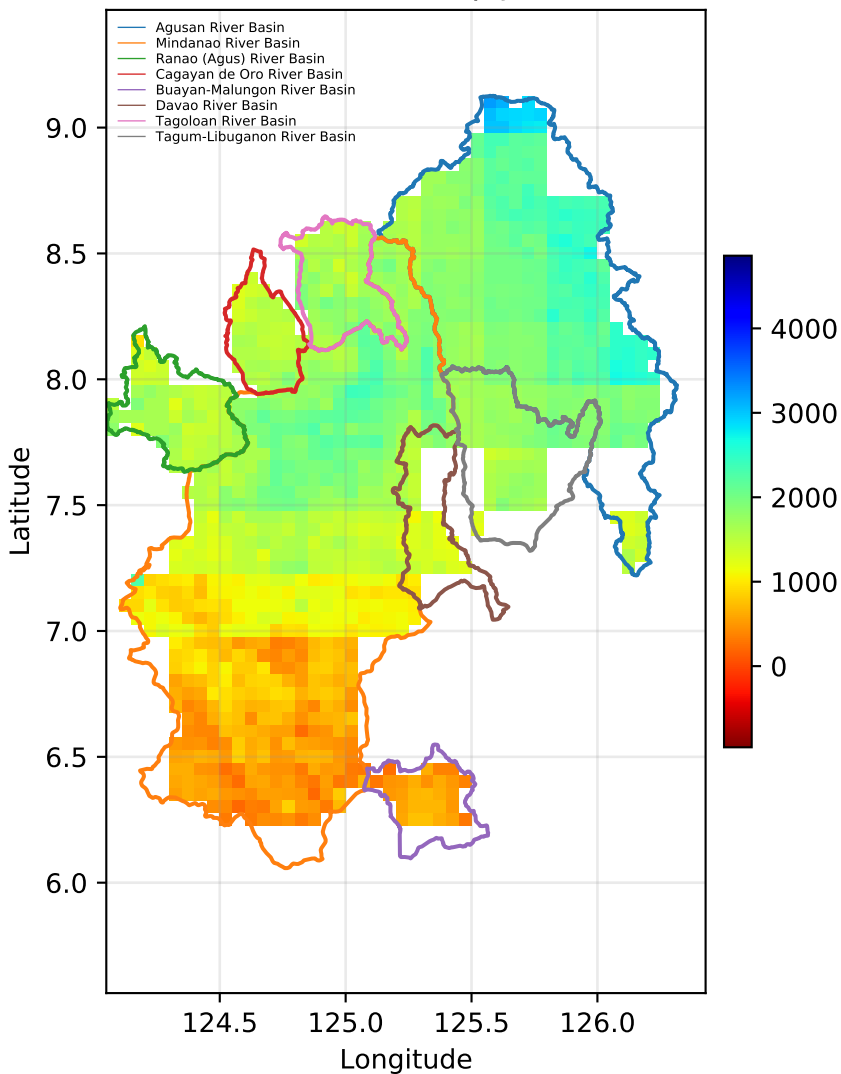 Agusan River Basin
Mindanao River Basin
Ranao (Agus) River Basin
Cagayan de Oro River Basin
Buayan-Malungon River Basin
Davao River Basin
Tagoloan River Basin
Tagum-Libuganon River Basin
9.0
8.5
8.0
7.5
7.0
6.5
6.0
Latitude
124.5 125.0 125.5 126.0
Longitude
4000
3000
2000
1000
0